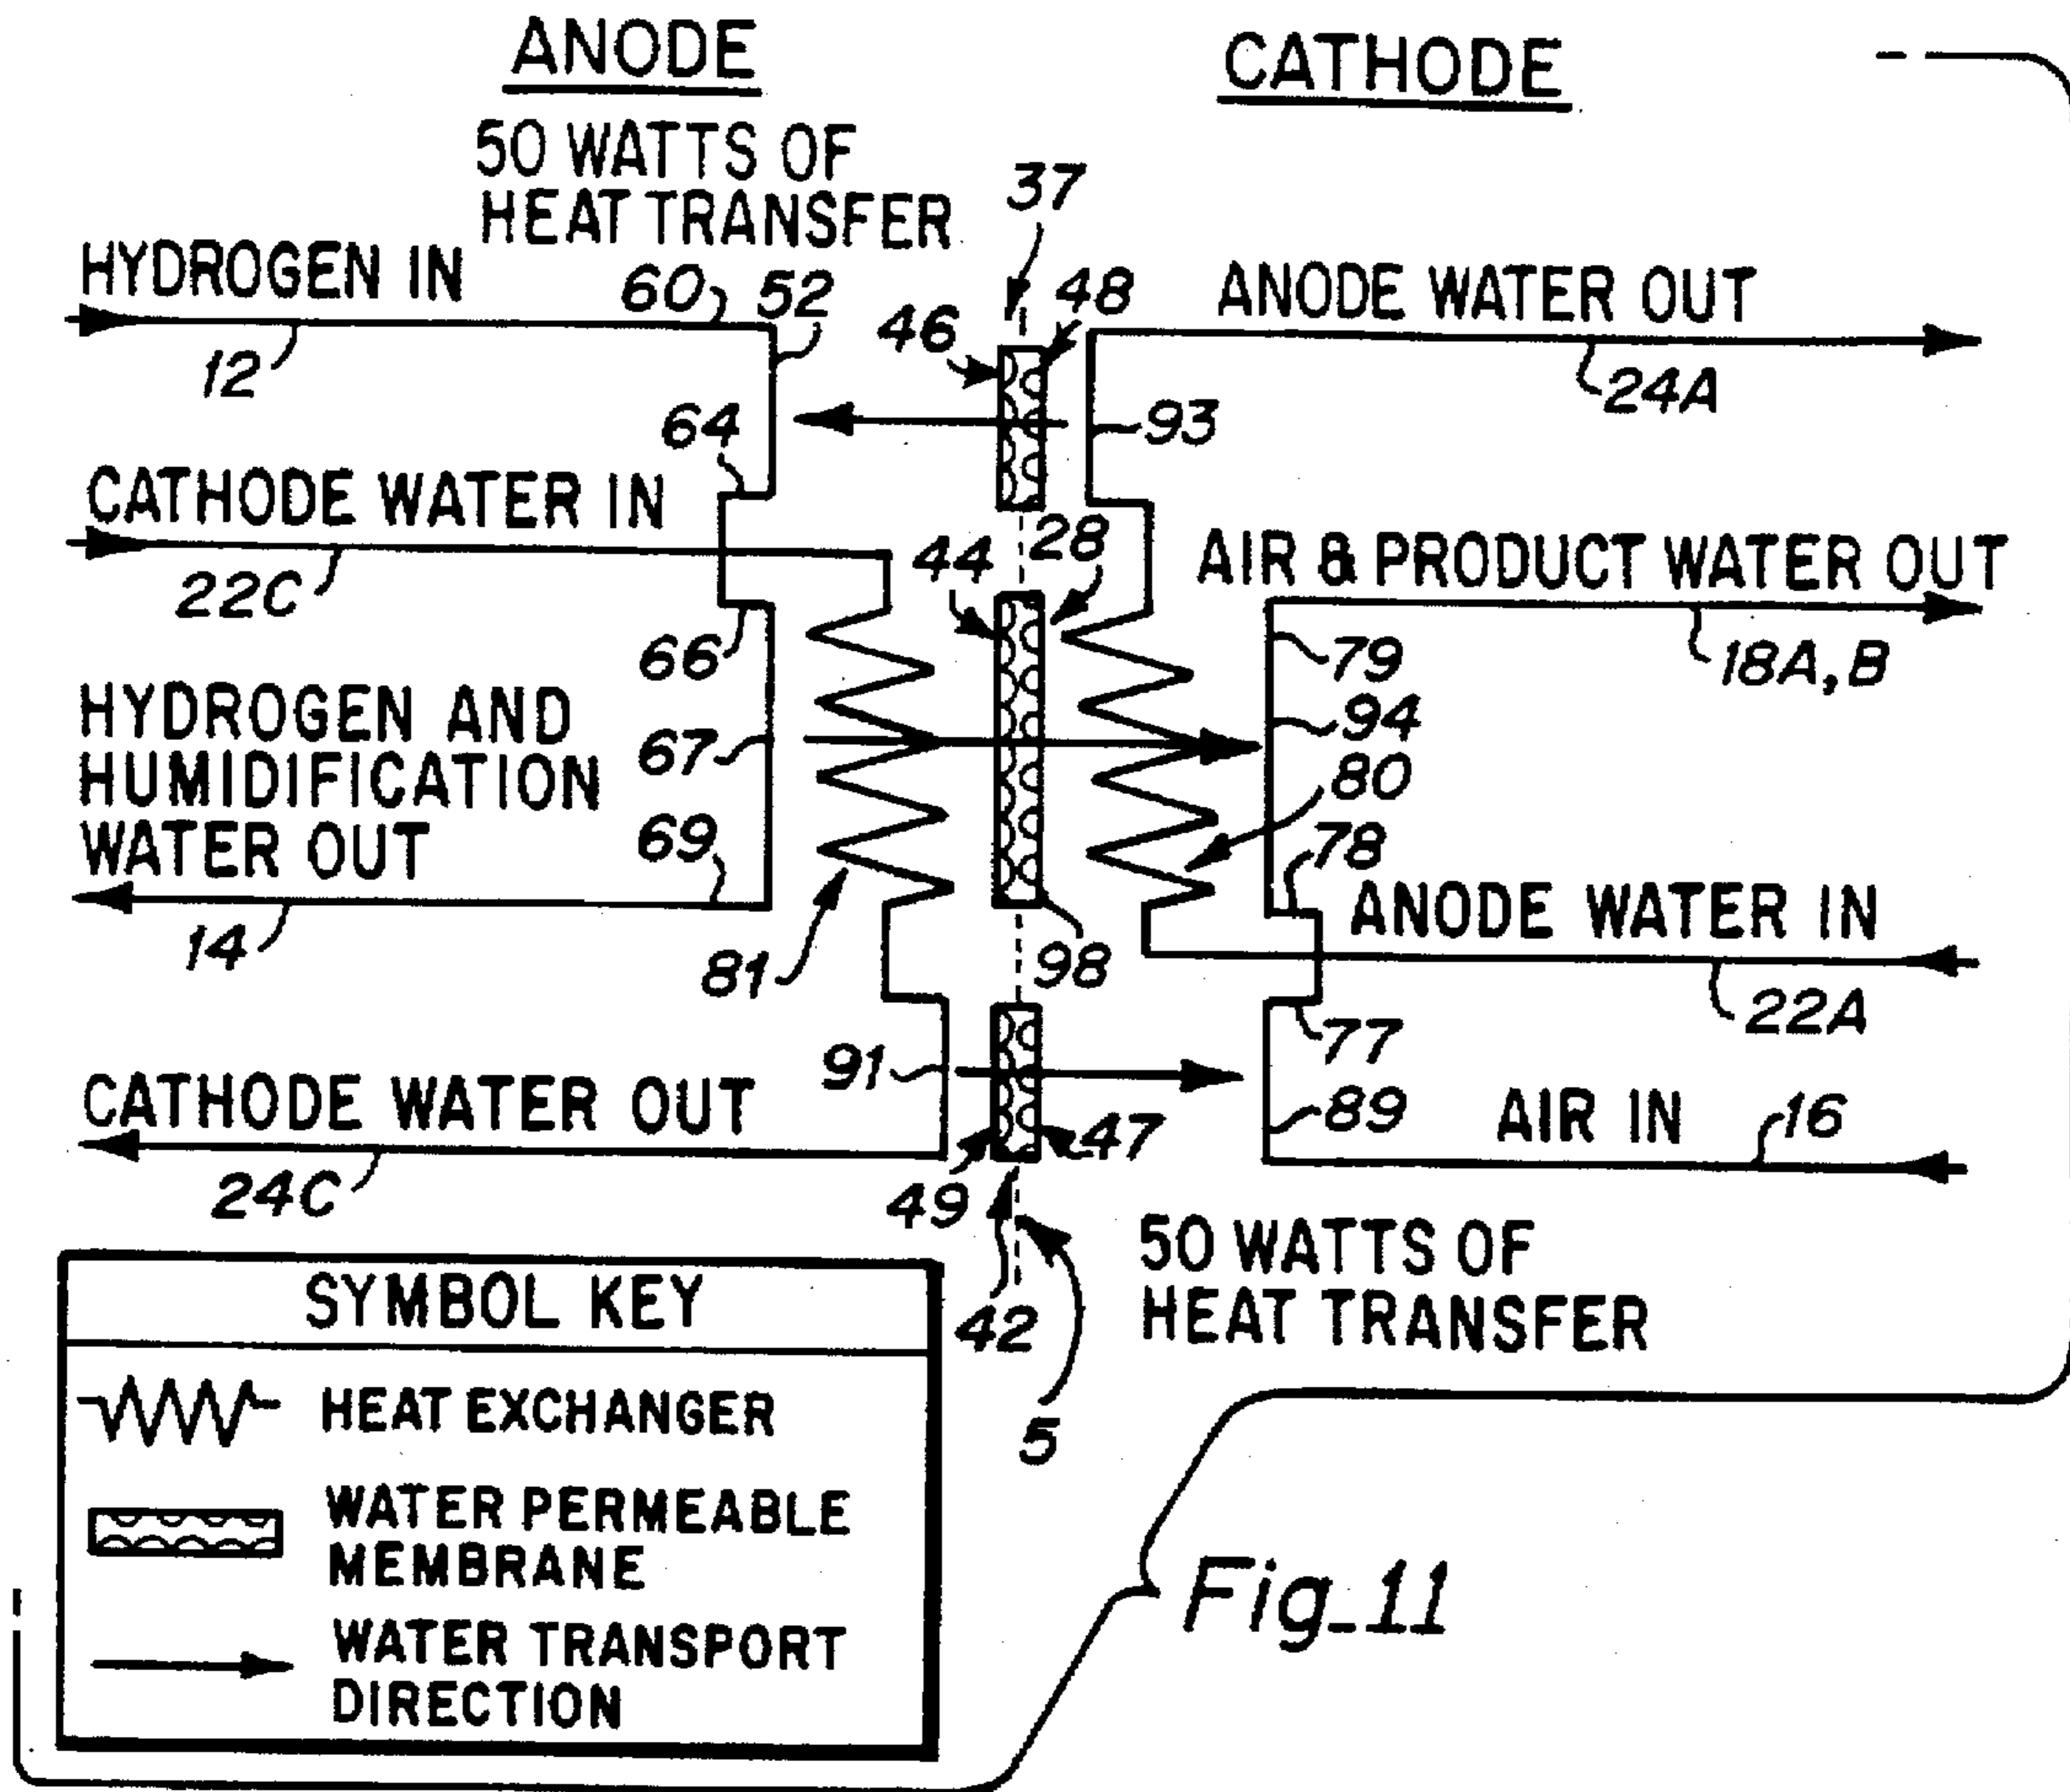 ANODE
CATHODE
50 WATTS OF
HEAT TRANSFER
37
HYDROGEN IN
60
52
46
48
ANODE WATER OUT
12
24A
64
93
CATHODE WATER IN
44
28
AIR & PRODUCT WATER OUT
22C
66
79
18A,B
HYDROGEN AND
HUMIDIFICATION
WATER OUT
67
94
80
69
78
ANODE WATER IN
14
81
98
22A
77
91
CATHODE WATER OUT
89
AIR IN
16
47
24C
49
50 WATTS OF
HEAT TRANSFER
42
5
SYMBOL KEY
HEAT EXCHANGER
WATER PERMEABLE
MEMBRANE
WATER TRANSPORT
DIRECTION
Fig_11